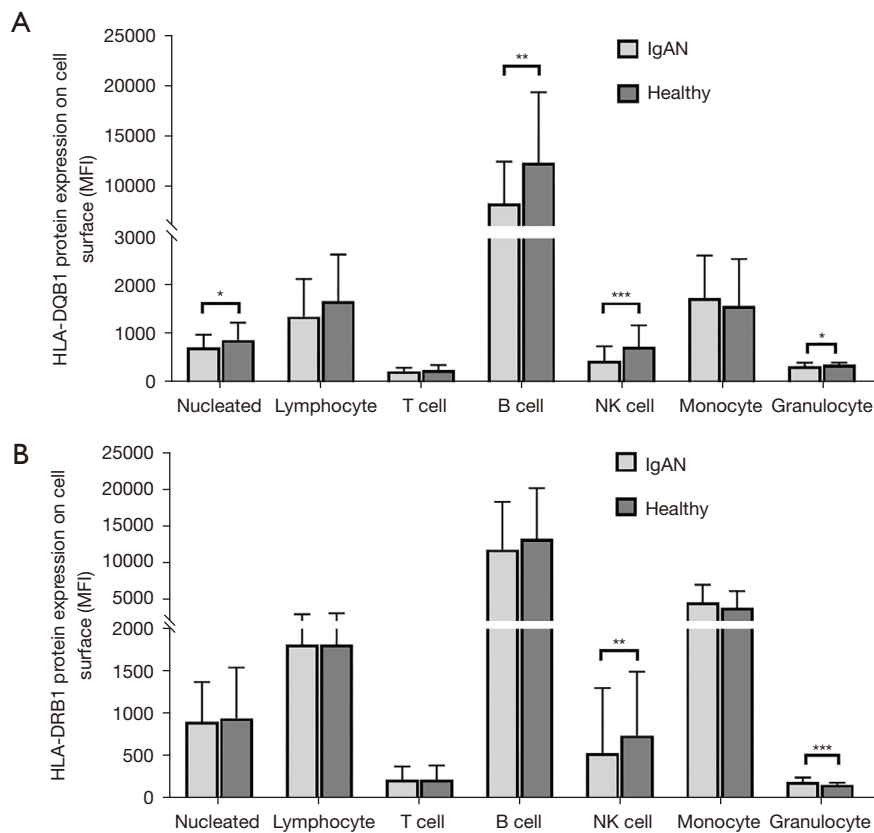 A
HLA-DQB1 protein expression on cell
surface (MFI)
25000
20000
15000
10000
3000
2000
1000
0
IgAN
Healthy
*
**
***
*
Nucleated Lymphocyte T cell B cell NK cell Monocyte Granulocyte
B
HLA-DRB1 protein expression on cell
surface (MFI)
25000
20000
15000
10000
5000
2000
1500
1000
500
0
IgAN
Healthy
**
***
Nucleated Lymphocyte T cell B cell NK cell Monocyte Granulocyte